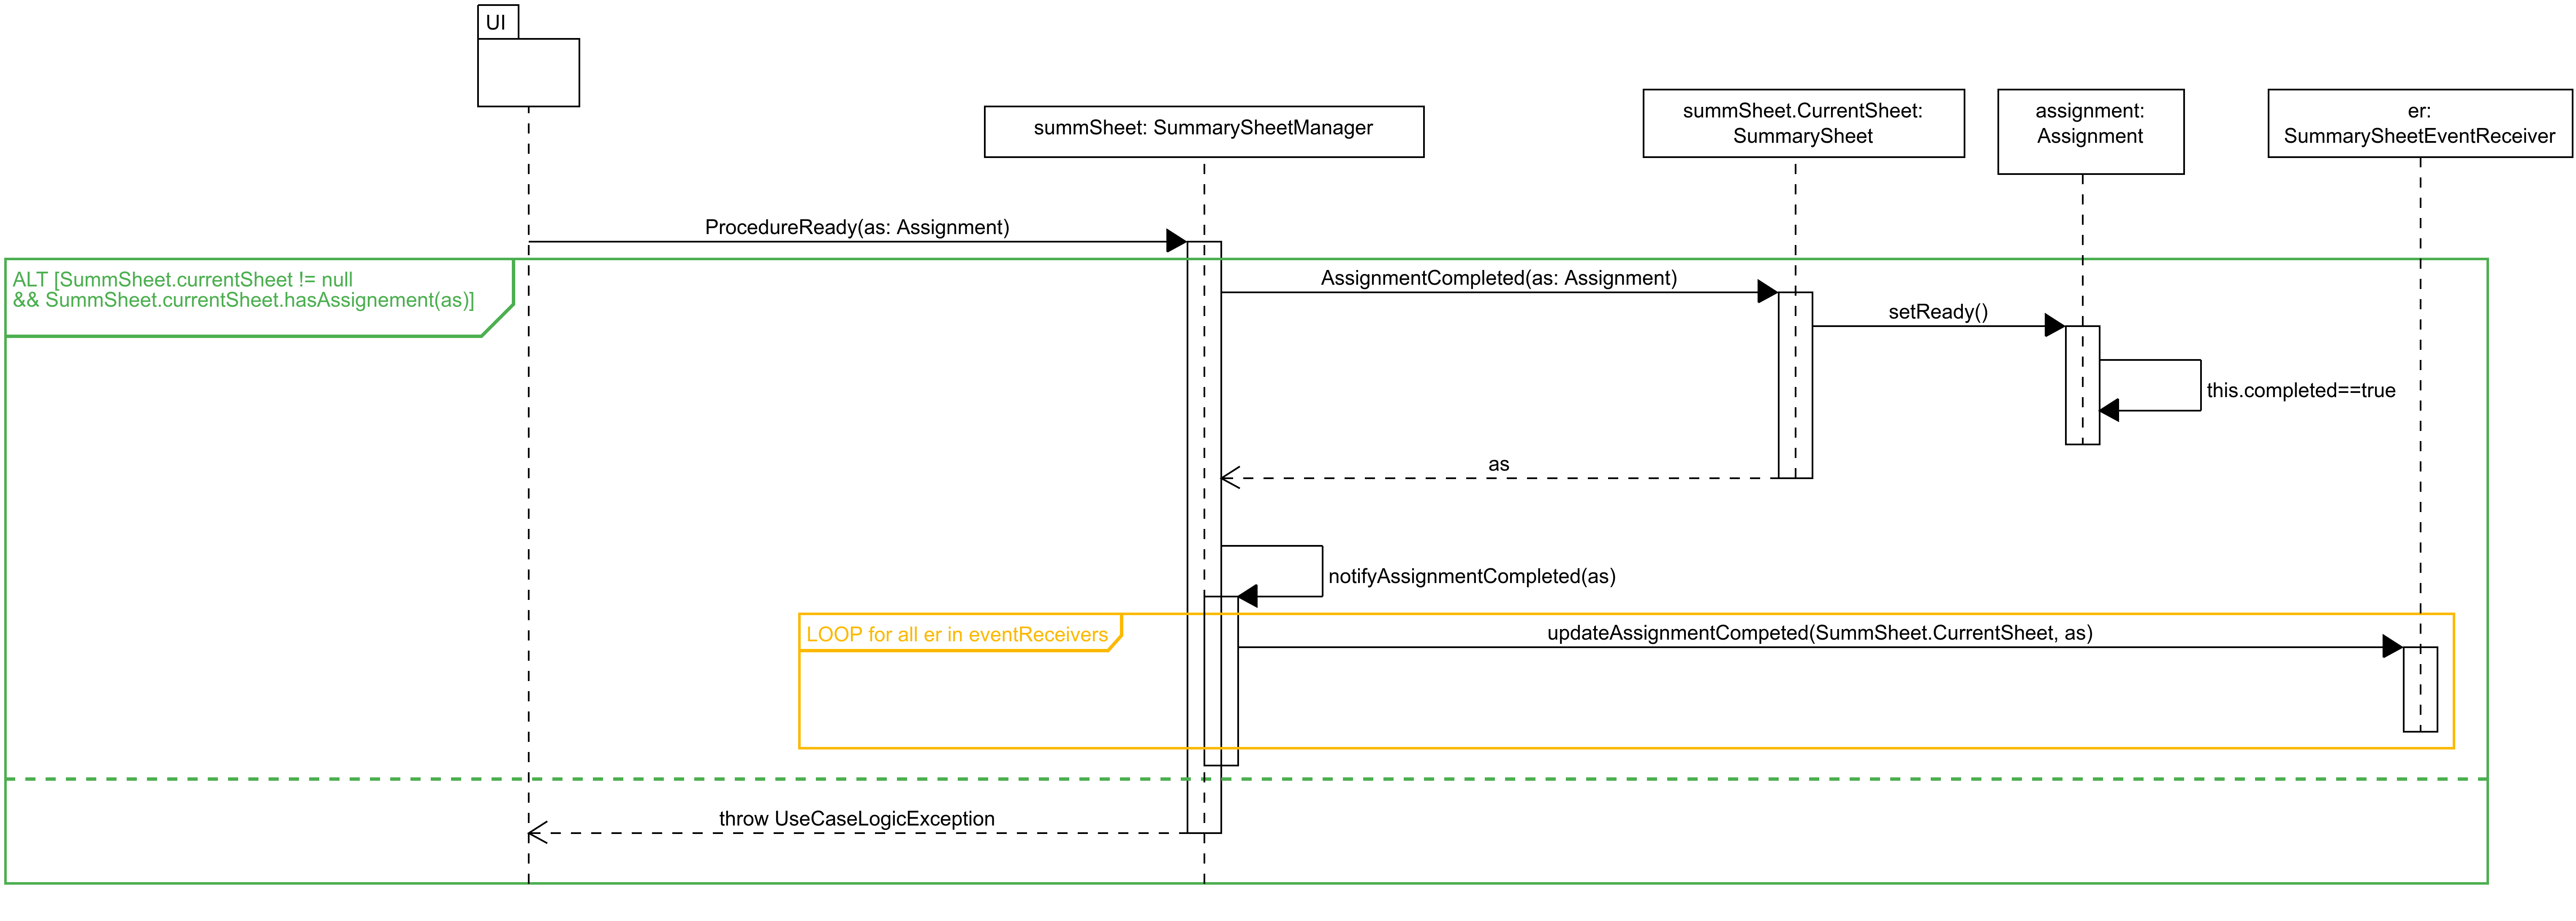 UI
summSheet: SummarySheetManager
summSheet.CurrentSheet:
SummarySheet
assignment:
Assignment
er:
SummarySheetEventReceiver
ProcedureReady(as: Assignment)
ALT [SummSheet.currentSheet != null
&& SummSheet.currentSheet.hasAssignement(as)]
AssignmentCompleted(as: Assignment)
setReady()
this.completed==true
as
notifyAssignmentCompleted(as)
LOOP for all er in eventReceivers
updateAssignmentCompeted(SummSheet.CurrentSheet, as)
throw UseCaseLogicException